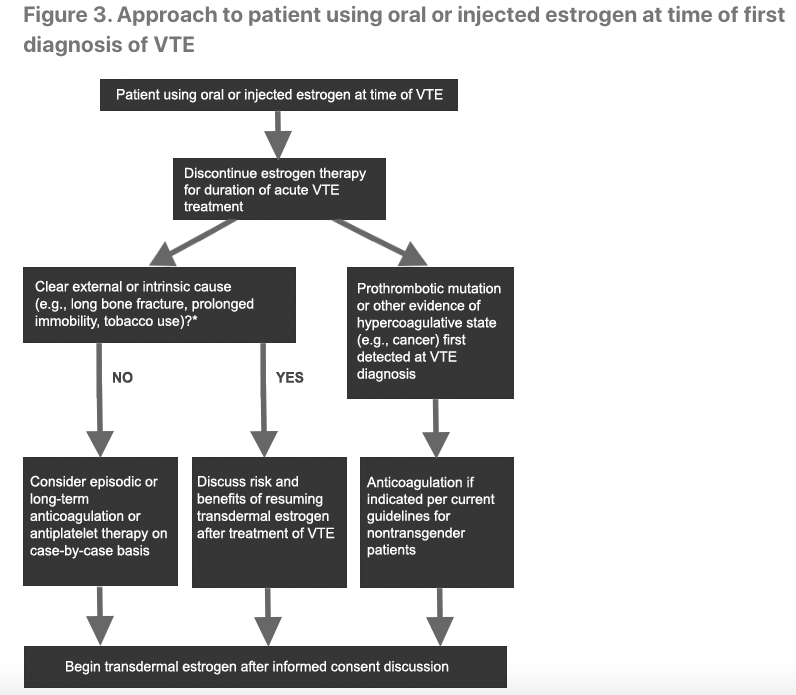 Figure 3. Approach to patient using oral or injected estrogen at time of first
diagnosis of VTE
Patient using oral or injected estrogen at time of VTE
Discontinue estrogen therapy
for duration of acute VTE
treatment
Clear external or intrinsic cause
(e.g., long bone fracture, prolonged
immobility, tobacco use)?*
Prothrombotic mutation
or other evidence of
hypercoagulative state
(e.g., cancer) first
detected at VTE
diagnosis
NO
YES
Consider episodic or
long-term
anticoagulation or
antiplatelet therapy on
case-by-case basis
Discuss risk and
benefits of resuming
transdermal estrogen
after treatment of VTE
Anticoagulation if
indicated per current
guidelines for
nontransgender
patients
Begin transdermal estrogen after informed consent discussion